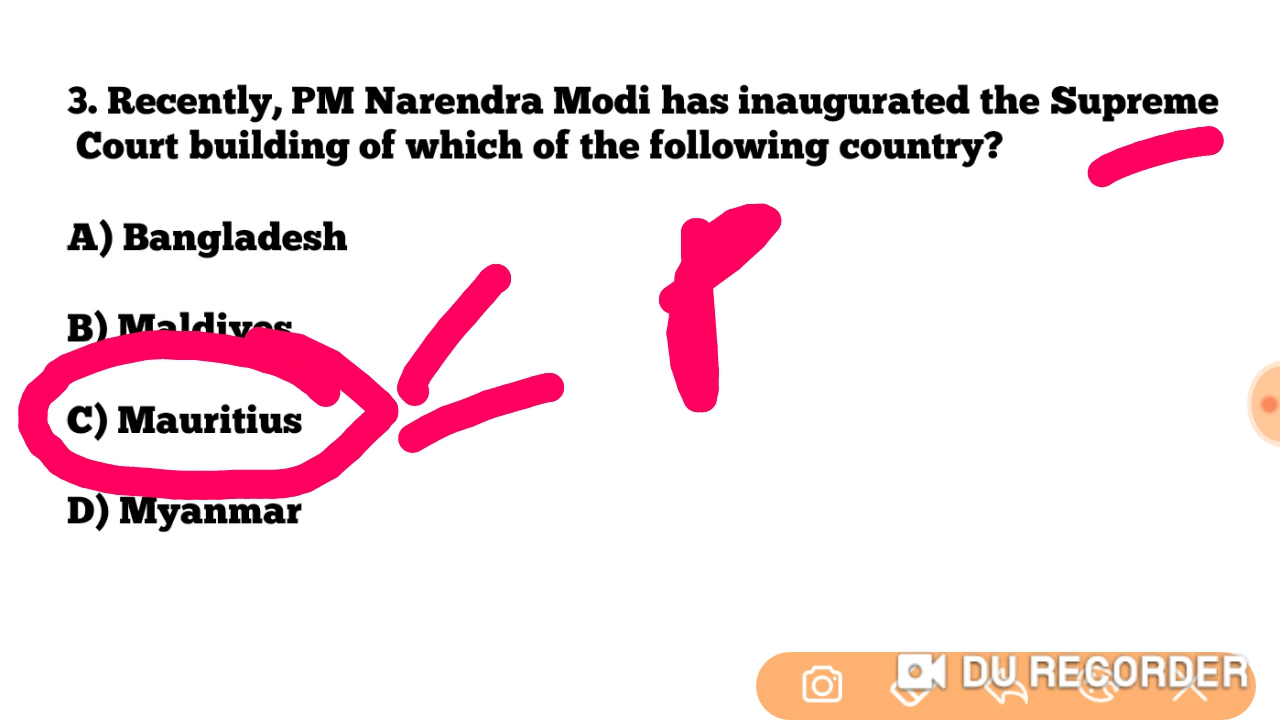 3. Recently, PM Narendra Modi has inaugurated the Supreme
Court building of which of the following country?
A) Bangladesh
B) Maldives
C) Mauritius
D) Myanmar
DU RECORDER